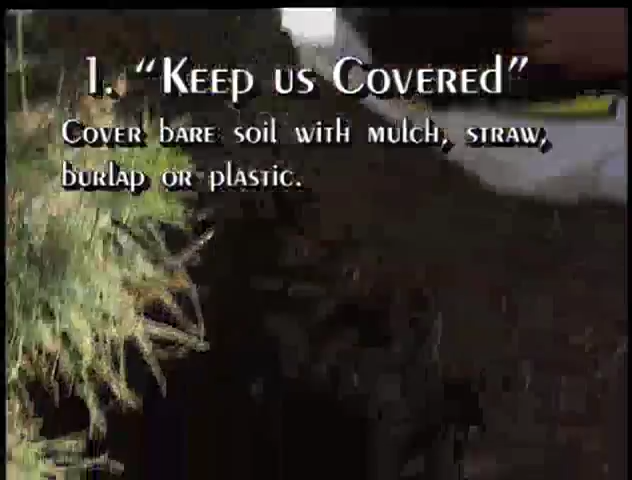 1. “Keep us Covered”
Cover bare soil with mulch, straw,
burlap or plastic.